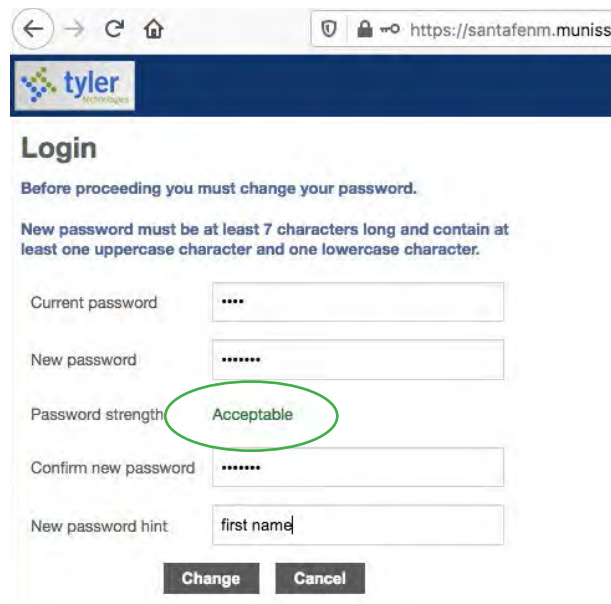 https://santafenm.muniss
tyler
technologies
Login
Before proceeding you must change your password.
New password must be at least 7 characters long and contain at
least one uppercase character and one lowercase character.
Current password ••••
New password •••••••
Password strength Acceptable
Confirm new password •••••••
New password hint first name
Change Cancel